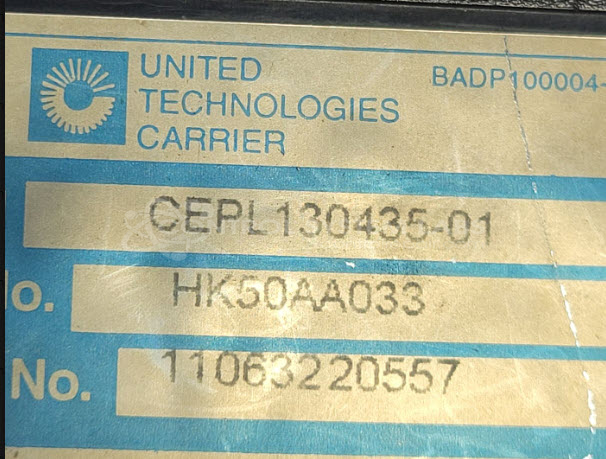 UNITED
TECHNOLOGIES
CARRIER
BADP100004-
CEPL130435-01
o. HK50AA033
No. 11063220557